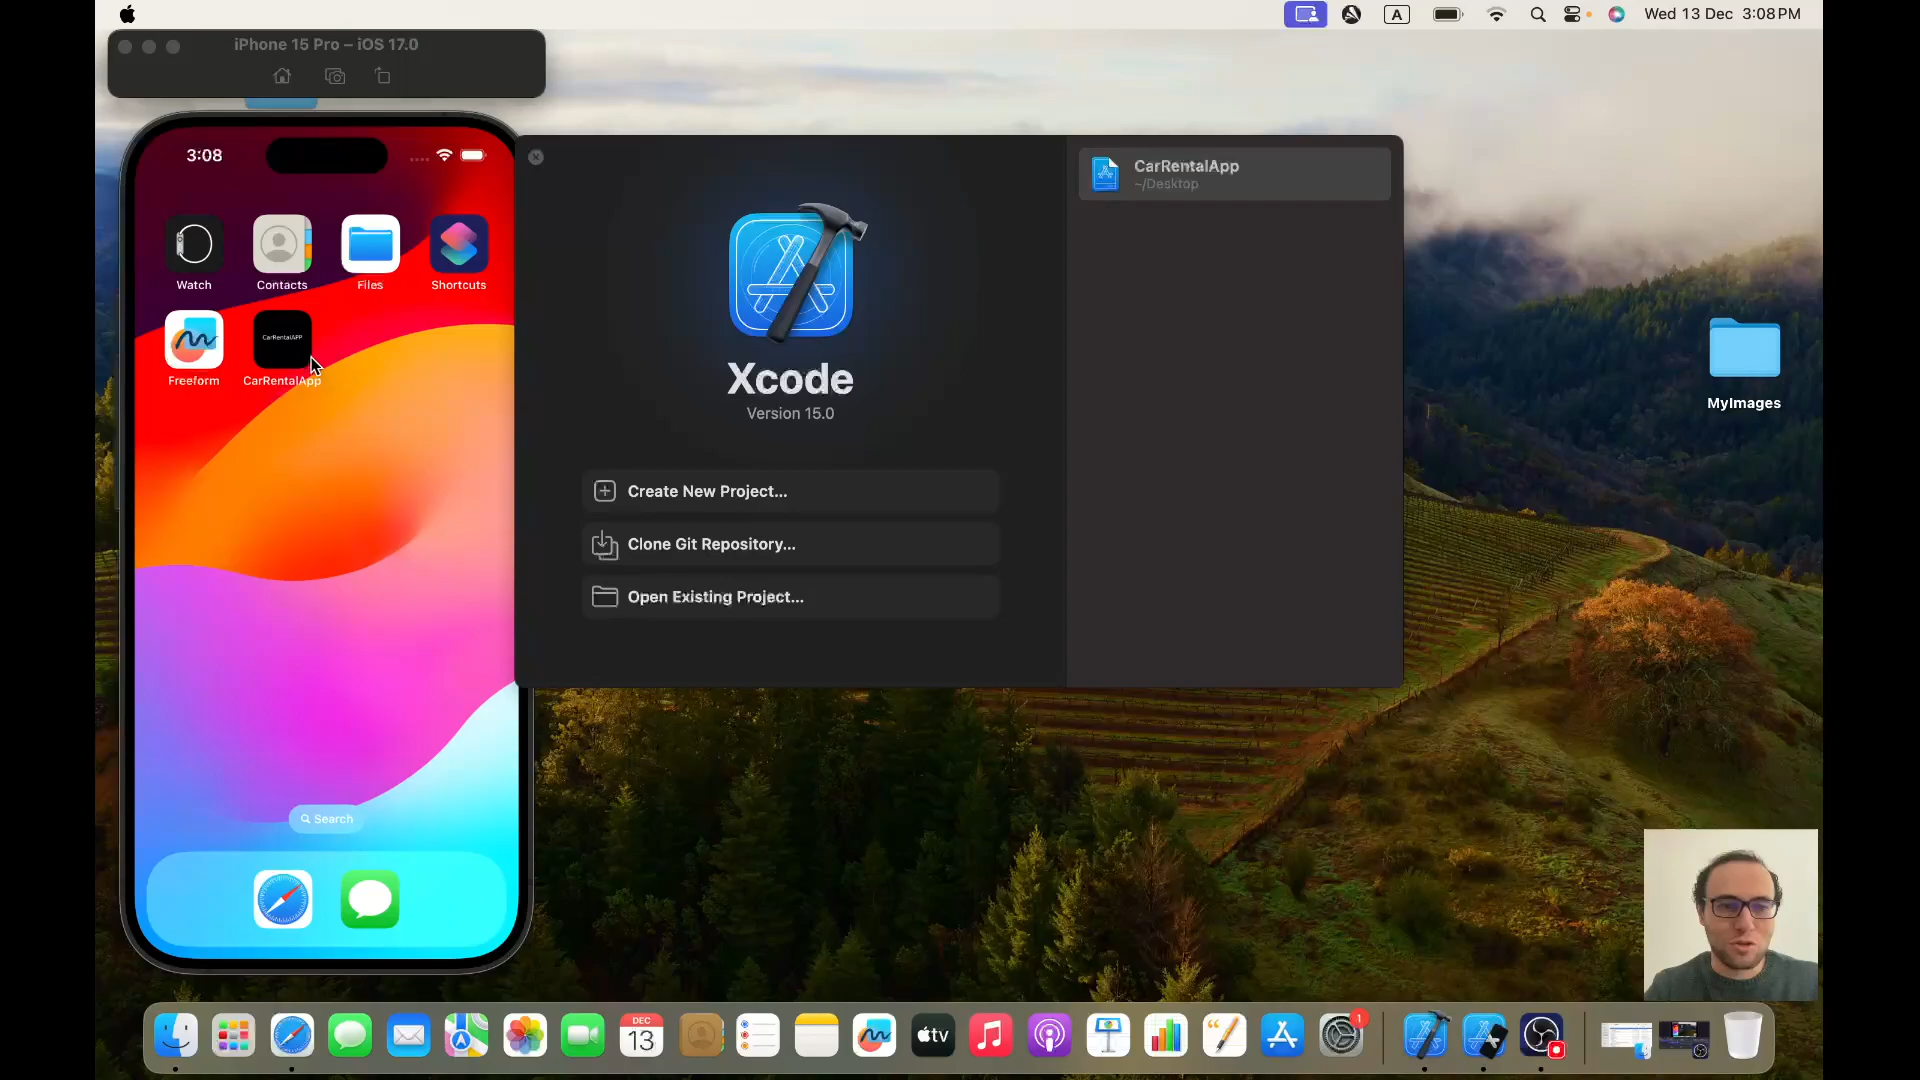 Wed 13 Dec 3:08 PM
A
iPhone 15 Pro – iOS 17.0
3:08
Watch
Contacts
Files
Shortcuts
CarRentalAPP
Freeform
CarRentalApp
Search
Xcode
Version 15.0
Create New Project...
Clone Git Repository...
Open Existing Project...
CarRentalApp
~/Desktop
MyImages
DEC
13
tv
1